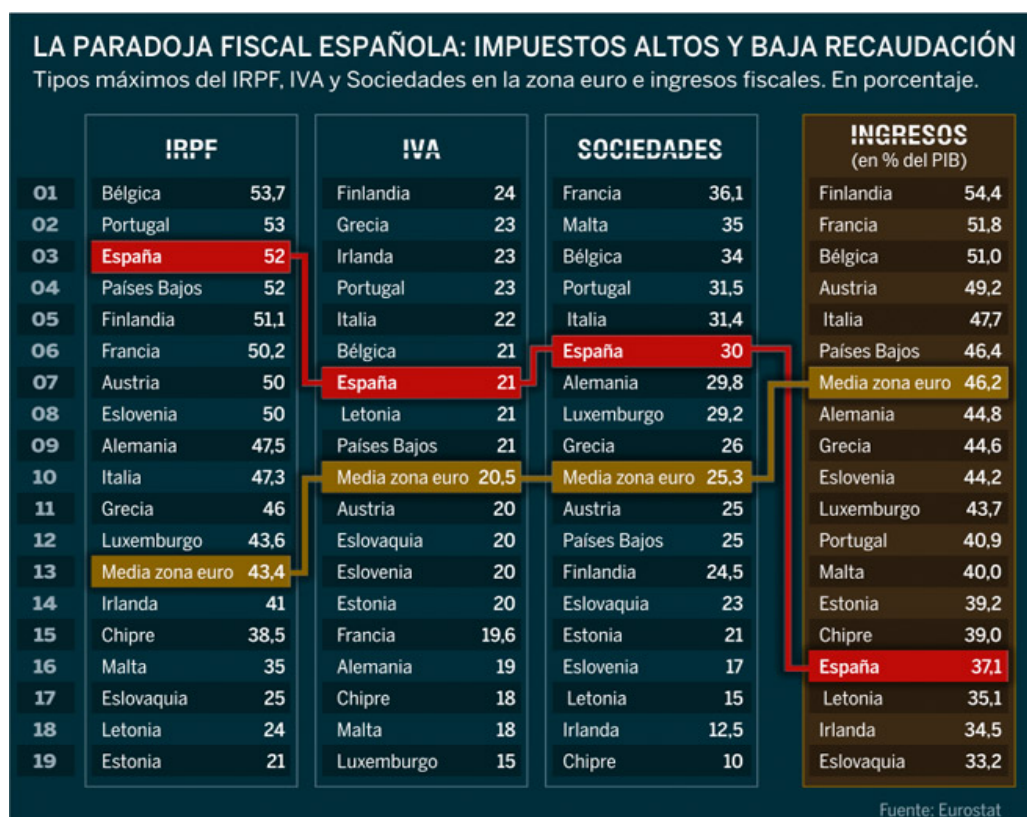 LA PARADOJA FISCAL ESPAÑOLA: IMPUESTOS ALTOS Y BAJA RECAUDACIÓN
Tipos máximos del IRPF, IVA y Sociedades en la zona euro e ingresos fiscales. En porcentaje.
IRPF IVA SOCIEDADES INGRESOS
(en % del PIB)
01 Bélgica 53,7 Finlandia 24 Francia 36,1 Finlandia 54,4
02 Portugal 53 Grecia 23 Malta 35 Francia 51,8
03 España 52 Irlanda 23 Bélgica 34 Bélgica 51,0
04 Países Bajos 52 Portugal 23 Portugal 31,5 Austria 49,2
05 Finlandia 51,1 Italia 22 Italia 31,4 Italia 47,7
06 Francia 50,2 Bélgica 21 España 30 Países Bajos 46,4
07 Austria 50 España 21 Alemania 29,8 Media zona euro 46,2
08 Eslovenia 50 Letonia 21 Luxemburgo 29,2 Alemania 44,8
09 Alemania 47,5 Países Bajos 21 Grecia 26 Grecia 44,6
10 Italia 47,3 Media zona euro 20,5 Media zona euro 25,3 Eslovenia 44,2
11 Grecia 46 Austria 20 Austria 25 Luxemburgo 43,7
12 Luxemburgo 43,6 Eslovaquia 20 Países Bajos 25 Portugal 40,9
13 Media zona euro 43,4 Eslovenia 20 Finlandia 24,5 Malta 40,0
14 Irlanda 41 Estonia 20 Eslovaquia 23 Estonia 39,2
15 Chipre 38,5 Francia 19,6 Estonia 21 Chipre 39,0
16 Malta 35 Alemania 19 Eslovenia 17 España 37,1
17 Eslovaquia 25 Chipre 18 Letonia 15 Letonia 35,1
18 Letonia 24 Malta 18 Irlanda 12,5 Irlanda 34,5
19 Estonia 21 Luxemburgo 15 Chipre 10 Eslovaquia 33,2
Fuente: Eurostat